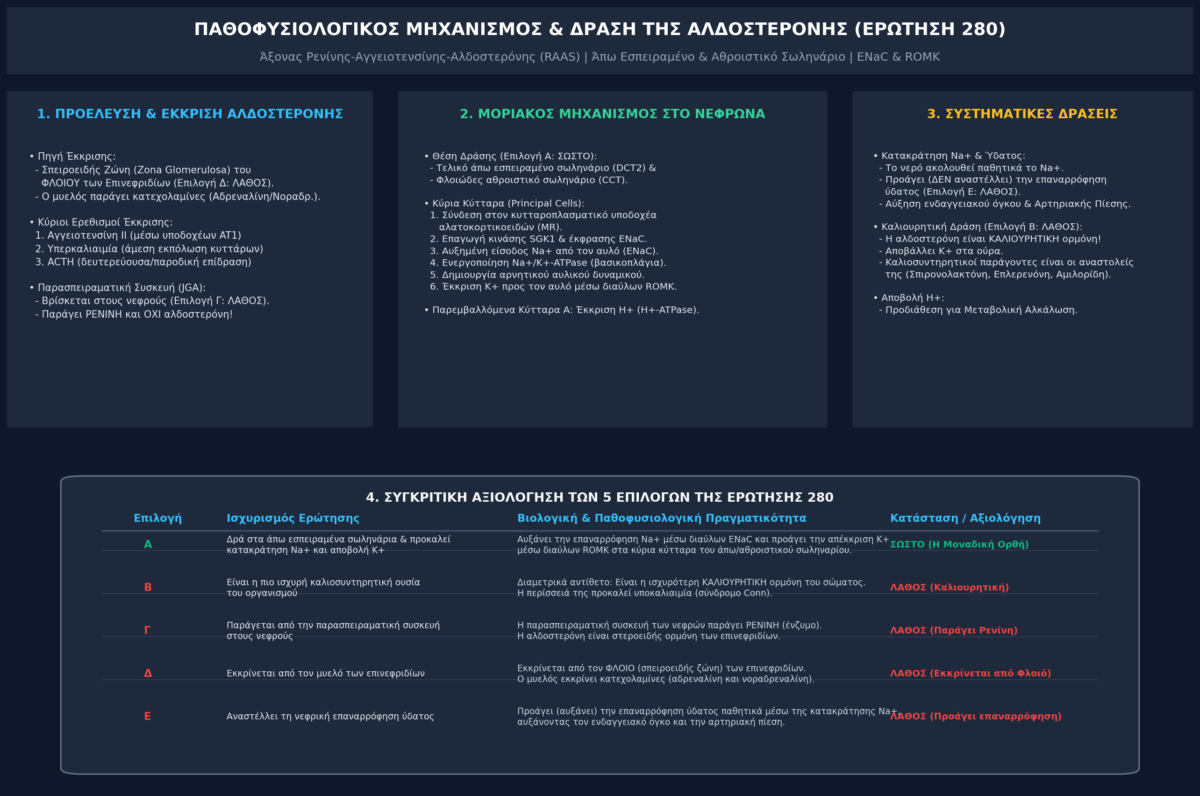 ΠΑΘΟΦΥΣΙΟΛΟΓΙΚΟΣ ΜΗΧΑΝΙΣΜΟΣ & ΔΡΑΣΗ ΤΗΣ ΑΛΔΟΣΤΕΡΟΝΗΣ (ΕΡΩΤΗΣΗ 280)
Άξονας Ρενίνης-Αγγειοτενσίνης-Αλδοστερόνης (RAAS) | Άπω Εσπειραμένο & Αθροιστικό Σωληνάριο | ENaC & ROMK
1. ΠΡΟΕΛΕΥΣΗ & ΕΚΚΡΙΣΗ ΑΛΔΟΣΤΕΡΟΝΗΣ
• Πηγή Έκκρισης:
- Σπειροειδής Ζώνη (Zona Glomerulosa) του
ΦΛΟΙΟΥ των Επινεφριδίων (Επιλογή Δ: ΛΑΘΟΣ).
- Ο μυελός παράγει κατεχολαμίνες (Αδρεναλίνη/Νοραδρ.).
• Κύριοι Ερεθισμοί Έκκρισης:
1. Αγγειοτενσίνη II (μέσω υποδοχέων AT1)
2. Υπερκαλιαιμία (άμεση εκπόλωση κυττάρων)
3. ACTH (δευτερεύουσα/παροδική επίδραση)
• Παρασπειραματική Συσκευή (JGA):
- Βρίσκεται στους νεφρούς (Επιλογή Γ: ΛΑΘΟΣ).
- Παράγει ΡΕΝΙΝΗ και ΟΧΙ αλδοστερόνη!
2. ΜΟΡΙΑΚΟΣ ΜΗΧΑΝΙΣΜΟΣ ΣΤΟ ΝΕΦΡΩΝΑ
• Θέση Δράσης (Επιλογή Α: ΣΩΣΤΟ):
- Τελικό άπω εσπειραμένο σωληνάριο (DCT2) &
- Φλοιώδες αθροιστικό σωληνάριο (CCT).
• Κύρια Κύτταρα (Principal Cells):
1. Σύνδεση στον κυτταροπλασματικό υποδοχέα
αλατοκορτικοειδών (MR).
2. Επαγωγή κινάσης SGK1 & έκφρασης ENaC.
3. Αυξημένη είσοδος Na+ από τον αυλό (ENaC).
4. Ενεργοποίηση Na+/K+-ATPase (βασικοπλάγια).
5. Δημιουργία αρνητικού αυλικού δυναμικού.
6. Έκκριση K+ προς τον αυλό μέσω διαύλων ROMK.
• Παρεμβαλλόμενα Κύτταρα Α: Έκκριση H+ (H+-ATPase).
3. ΣΥΣΤΗΜΑΤΙΚΕΣ ΔΡΑΣΕΙΣ
• Κατακράτηση Na+ & Ύδατος:
- Το νερό ακολουθεί παθητικά το Na+.
- Προάγει (ΔΕΝ αναστέλλει) την επαναρρόφηση
ύδατος (Επιλογή Ε: ΛΑΘΟΣ).
- Αύξηση ενδαγγειακού όγκου & Αρτηριακής Πίεσης.
• Καλιουρητική Δράση (Επιλογή Β: ΛΑΘΟΣ):
- Η αλδοστερόνη είναι ΚΑΛΙΟΥΡΗΤΙΚΗ ορμόνη!
- Αποβάλλει K+ στα ούρα.
- Καλιοσυντηρητικοί παράγοντες είναι οι αναστολείς
της (Σπιρονολακτόνη, Επλερενόνη, Αμιλορίδη).
• Αποβολή H+:
- Προδιάθεση για Μεταβολική Αλκάλωση.
4. ΣΥΓΚΡΙΤΙΚΗ ΑΞΙΟΛΟΓΗΣΗ ΤΩΝ 5 ΕΠΙΛΟΓΩΝ ΤΗΣ ΕΡΩΤΗΣΗΣ 280
Επιλογή Ισχυρισμός Ερώτησης Βιολογική & Παθοφυσιολογική Πραγματικότητα Κατάσταση / Αξιολόγηση
Α
Δρά στα άπω εσπειραμένα σωληνάρια & προκαλεί
κατακράτηση Na+ και αποβολή K+
Αυξάνει την επαναρρόφηση Na+ μέσω διαύλων ENaC και προάγει την απέκκριση K+
μέσω διαύλων ROMK στα κύρια κύτταρα του άπω/αθροιστικού σωληναρίου.
ΣΩΣΤΟ (Η Μοναδική Ορθή)
Β
Είναι η πιο ισχυρή καλιοσυντηρητική ουσία
του οργανισμού
Διαμετρικά αντίθετο: Είναι η ισχυρότερη ΚΑΛΙΟΥΡΗΤΙΚΗ ορμόνη του σώματος.
Η περίσσειά της προκαλεί υποκαλιαιμία (σύνδρομο Conn).
ΛΑΘΟΣ (Καλιουρητική)
Γ
Παράγεται από την παρασπειραματική συσκευή
στους νεφρούς
Η παρασπειραματική συσκευή των νεφρών παράγει ΡΕΝΙΝΗ (ένζυμο).
Η αλδοστερόνη είναι στεροειδής ορμόνη των επινεφριδίων.
ΛΑΘΟΣ (Παράγει Ρενίνη)
Δ
Εκκρίνεται από τον μυελό των επινεφριδίων
Εκκρίνεται από τον ΦΛΟΙΟ (σπειροειδής ζώνη) των επινεφριδίων.
Ο μυελός εκκρίνει κατεχολαμίνες (αδρεναλίνη και νοραδρεναλίνη).
ΛΑΘΟΣ (Εκκρίνεται από Φλοιό)
Ε
Αναστέλλει τη νεφρική επαναρρόφηση ύδατος
Προάγει (αυξάνει) την επαναρρόφηση ύδατος παθητικά μέσω της κατακράτησης Na+,
αυξάνοντας τον ενδαγγειακό όγκο και την αρτηριακή πίεση.
ΛΑΘΟΣ (Προάγει επαναρρόφηση)